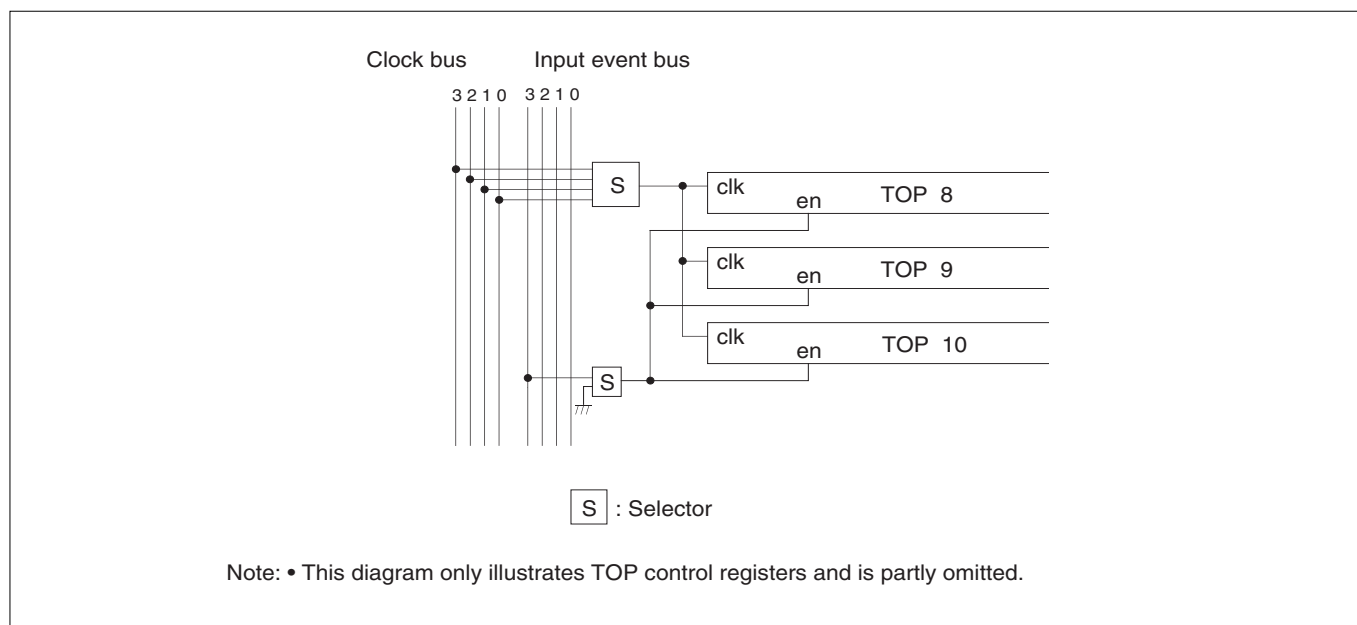 Clock bus Input event bus
3 2 1 0 3 2 1 0
S
clk
en
TOP 8
clk
en
TOP 9
clk
en
TOP 10
S
S : Selector
Note: • This diagram only illustrates TOP control registers and is partly omitted.